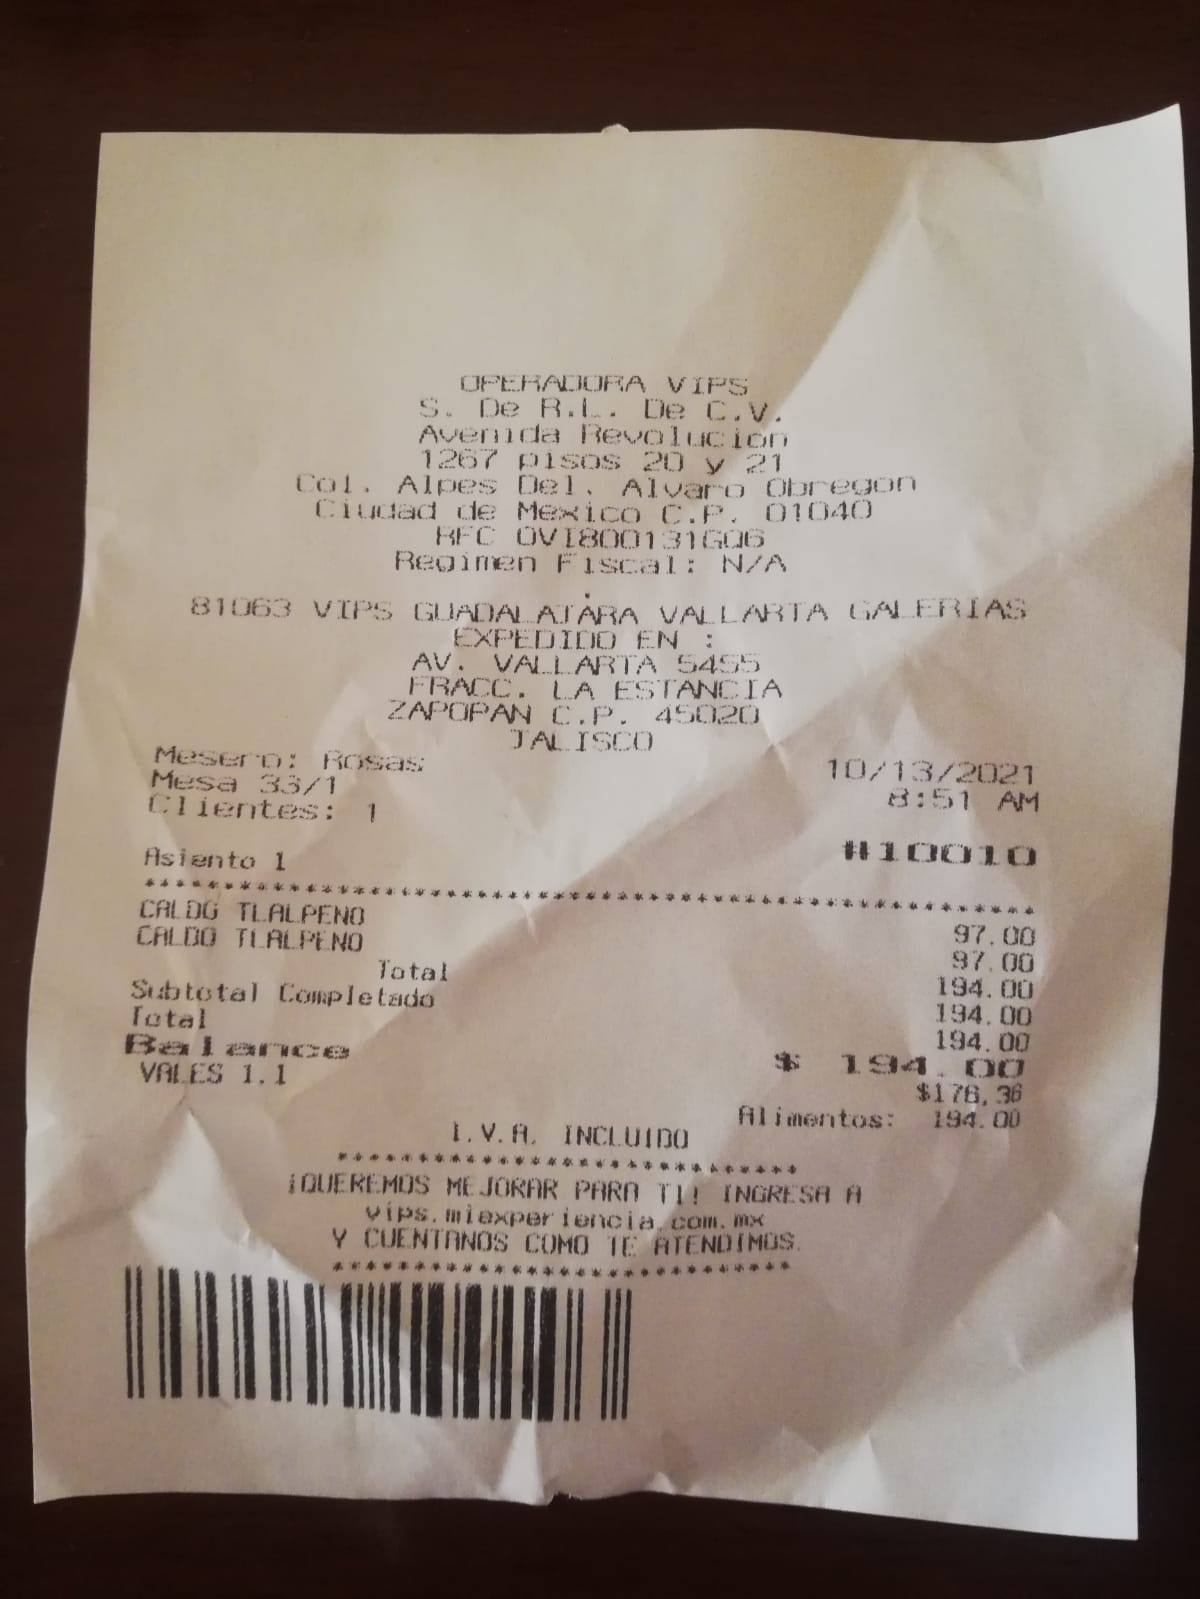 OPERADORA VIPS
S. De R.L. De C.V.
Avenida Revolucion
1267 pisos 20 y 21
Col. Alpes Del. Alvaro Obregon
Ciudad de Mexico C.P. 01040
RFC OVI800131GQ6
Regimen Fiscal: N/A
.
81063 VIPS GUADALAJARA VALLARTA GALERIAS
EXPEDIDO EN :
AV. VALLARTA 5455
FRACC. LA ESTANCIA
ZAPOPAN C.P. 45020
JALISCO
Mesero: Rosas 10/13/2021
Mesa 33/1 8:51 AM
Clientes: 1
Asiento 1 #10010
CALDO TLALPENO 97.00
CALDO TLALPENO 97.00
Total 194.00
Subtotal Completado 194.00
Total 194.00
Balance $ 194.00
VALES 1.1 $176,36
Alimentos: 194.00
I.V.A. INCLUIDO
******************************
¡QUEREMOS MEJORAR PARA TI! INGRESA A
vips.miexperiencia.com.mx
Y CUENTANOS COMO TE ATENDIMOS.
******************************